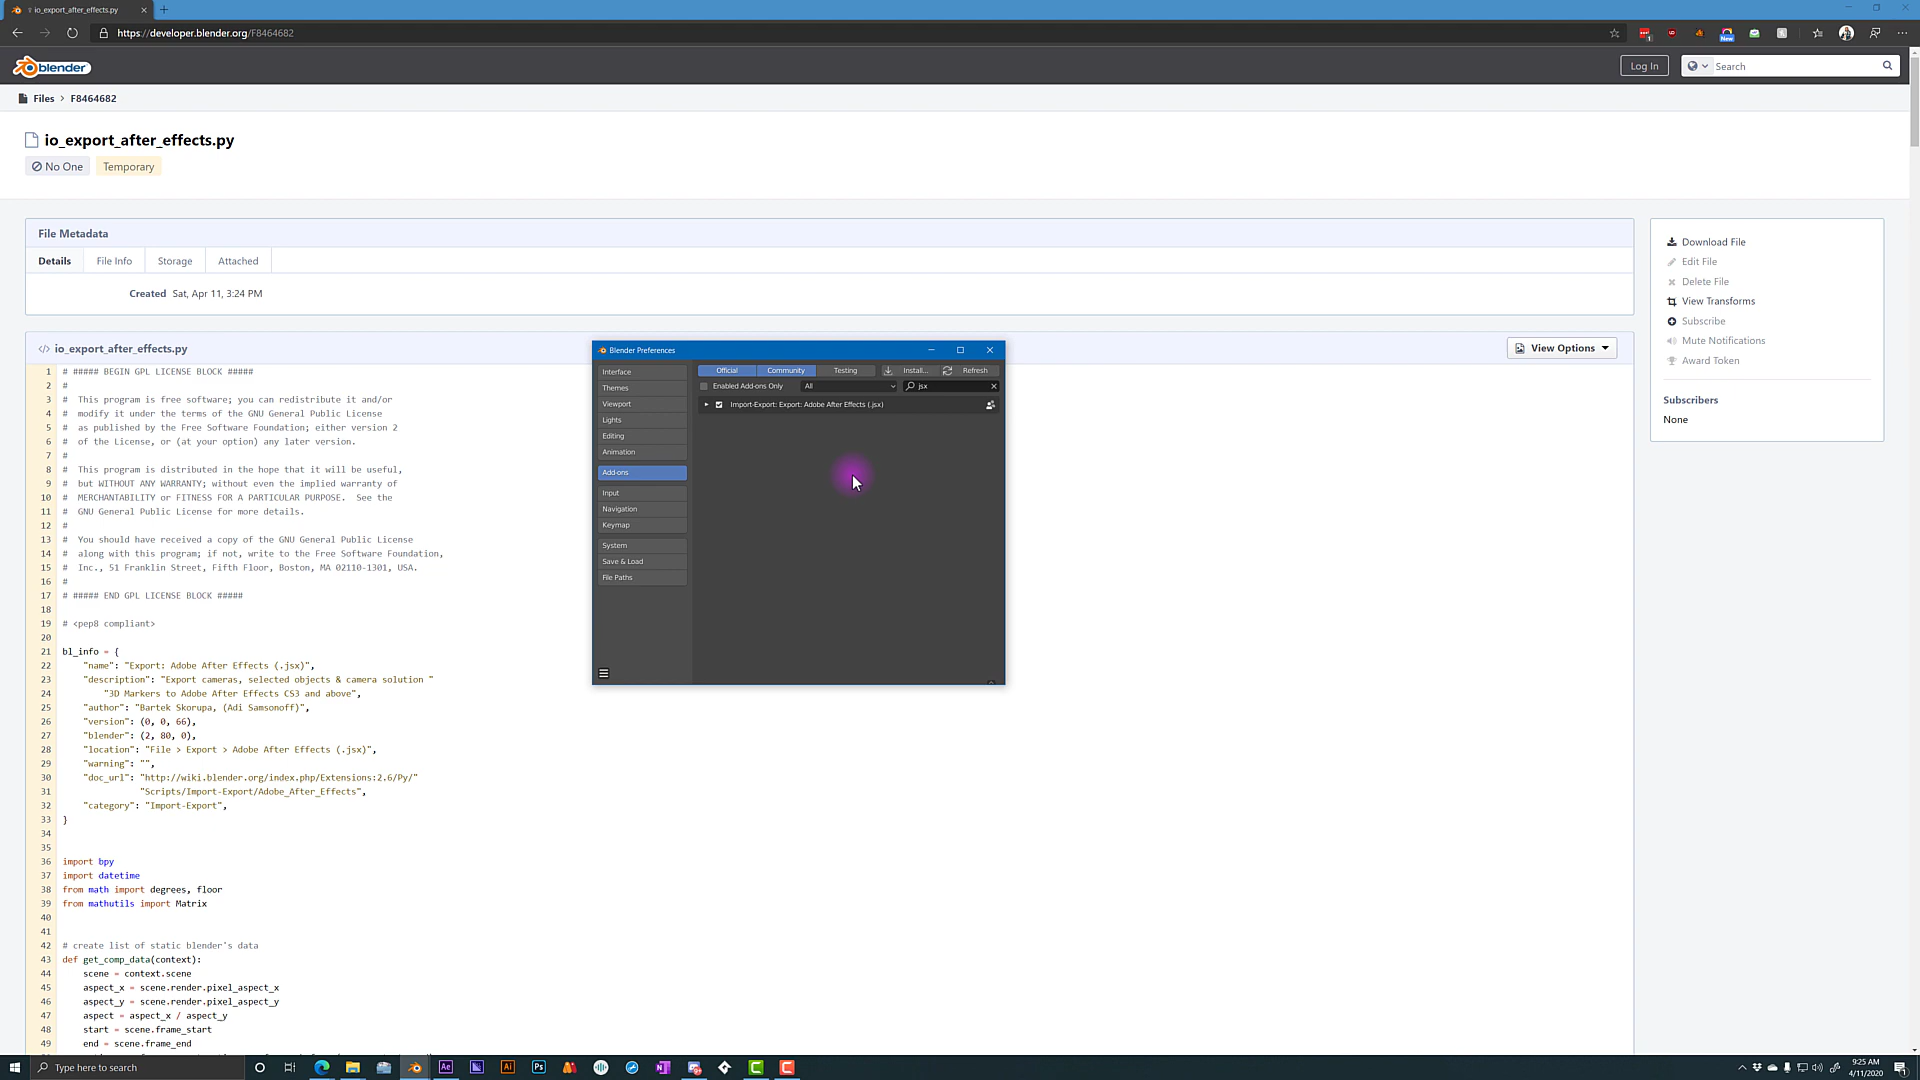 io_export_after_effects.py
https://developer.blender.org/F8464682
New
blender
Log In
Search
Files > F8464682
io_export_after_effects.py
No One
Temporary
File Metadata
Details
File Info
Storage
Attached
Created Sat, Apr 11, 3:24 PM
Download File
Edit File
Delete File
View Transforms
Subscribe
Mute Notifications
Award Token
Subscribers
None
</> io_export_after_effects.py
View Options
1 # ##### BEGIN GPL LICENSE BLOCK #####
2 #
3 #  This program is free software; you can redistribute it and/or
4 #  modify it under the terms of the GNU General Public License
5 #  as published by the Free Software Foundation; either version 2
6 #  of the License, or (at your option) any later version.
7 #
8 #  This program is distributed in the hope that it will be useful,
9 #  but WITHOUT ANY WARRANTY; without even the implied warranty of
10 #  MERCHANTABILITY or FITNESS FOR A PARTICULAR PURPOSE.  See the
11 #  GNU General Public License for more details.
12 #
13 #  You should have received a copy of the GNU General Public License
14 #  along with this program; if not, write to the Free Software Foundation,
15 #  Inc., 51 Franklin Street, Fifth Floor, Boston, MA 02110-1301, USA.
16 #
17 # ##### END GPL LICENSE BLOCK #####
18
19 # <pep8 compliant>
20
21 bl_info = {
22     "name": "Export: Adobe After Effects (.jsx)",
23     "description": "Export cameras, selected objects & camera solution "
24         "3D Markers to Adobe After Effects CS3 and above",
25     "author": "Bartek Skorupa, (Adi Samsonoff)",
26     "version": (0, 0, 66),
27     "blender": (2, 80, 0),
28     "location": "File > Export > Adobe After Effects (.jsx)",
29     "warning": "",
30     "doc_url": "http://wiki.blender.org/index.php/Extensions:2.6/Py/"
31                "Scripts/Import-Export/Adobe_After_Effects",
32     "category": "Import-Export",
33 }
34
35
36 import bpy
37 import datetime
38 from math import degrees, floor
39 from mathutils import Matrix
40
41
42 # create list of static blender's data
43 def get_comp_data(context):
44     scene = context.scene
45     aspect_x = scene.render.pixel_aspect_x
46     aspect_y = scene.render.pixel_aspect_y
47     aspect = aspect_x / aspect_y
48     start = scene.frame_start
49     end = scene.frame_end
Blender Preferences
Interface
Themes
Viewport
Lights
Editing
Animation
Add-ons
Input
Navigation
Keymap
System
Save & Load
File Paths
Official
Community
Testing
Install...
Refresh
Enabled Add-ons Only
All
jsx
Import-Export: Export: Adobe After Effects (.jsx)
Type here to search
Ae
Ai
Ps
9:25 AM
4/11/2020